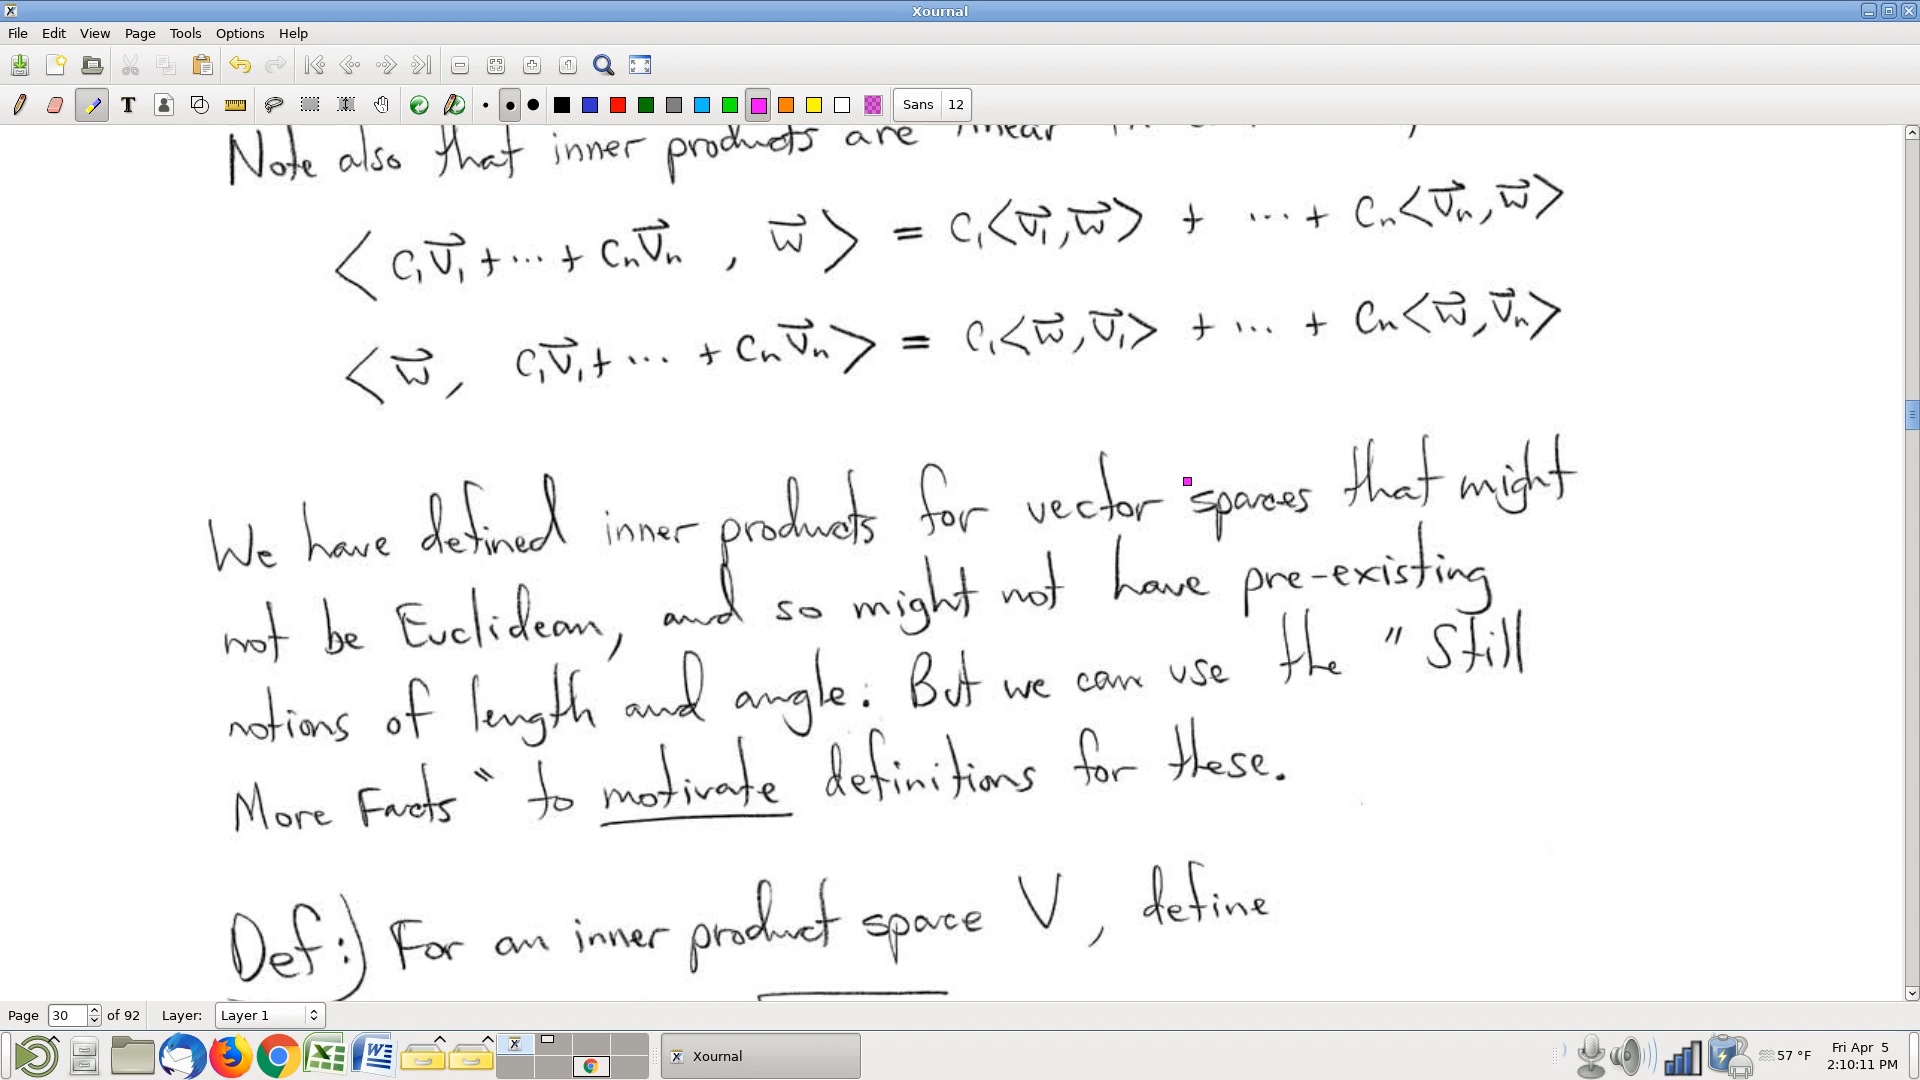 Xournal
File Edit View Page Tools Options Help
Sans 12
Note also that inner products are linear in
⟨ c₁v⃗₁ + ⋯ + cₙv⃗ₙ , w⃗ ⟩ = c₁⟨v⃗₁, w⃗⟩ + ⋯ + cₙ⟨v⃗ₙ, w⃗⟩
⟨ w⃗, c₁v⃗₁ + ⋯ + cₙv⃗ₙ ⟩ = c₁⟨w⃗, v⃗₁⟩ + ⋯ + cₙ⟨w⃗, v⃗ₙ⟩
We have defined inner products for vector spaces that might
not be Euclidean, and so might not have pre-existing
notions of length and angle. But we can use the "Still
More Facts" to motivate definitions for these.
Def:) For an inner product space V, define
Page 30 of 92 Layer: Layer 1
Xournal
57 °F
Fri Apr 5
2:10:11 PM